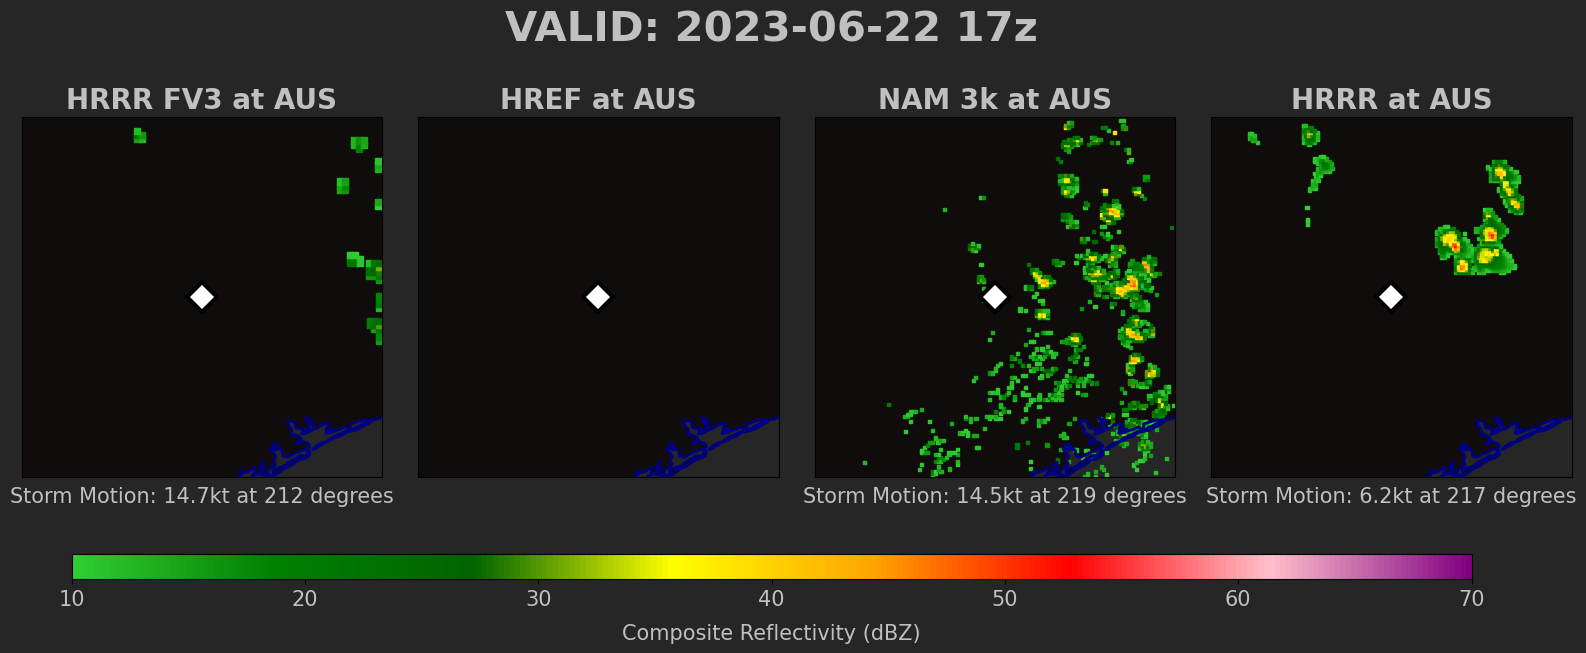 VALID: 2023-06-22 17z
HRRR FV3 at AUS
HREF at AUS
NAM 3k at AUS
HRRR at AUS
Storm Motion: 14.7kt at 212 degrees
Storm Motion: 14.5kt at 219 degrees
Storm Motion: 6.2kt at 217 degrees
10 20 30 40 50 60 70
Composite Reflectivity (dBZ)